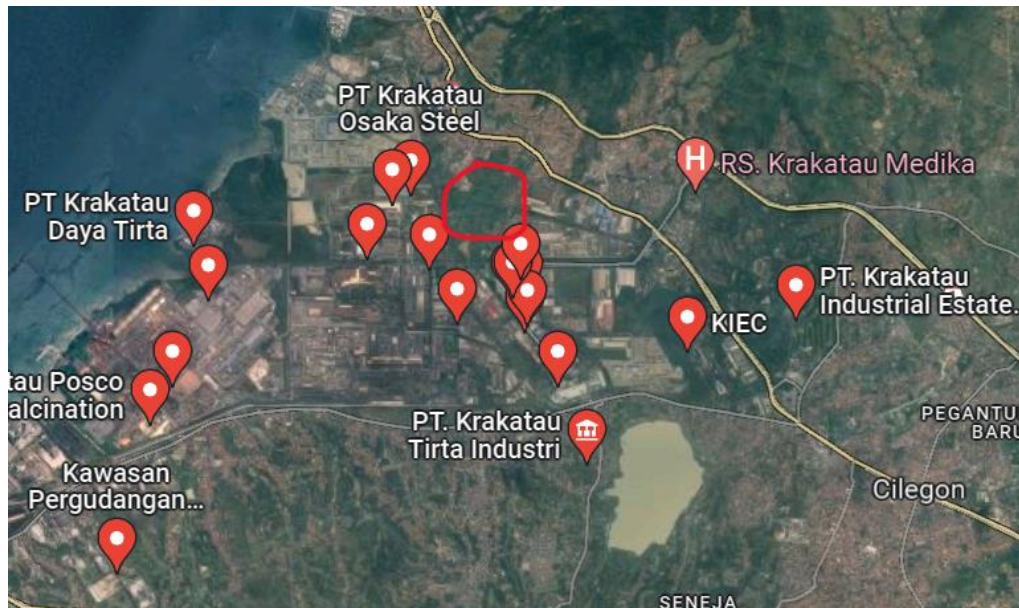 PT Krakatau
Osaka Steel
H
RS. Krakatau Medika
PT Krakatau
Daya Tirta
PT. Krakatau
Industrial Estate...
KIEC
tau Posco
alcination
PT. Krakatau
Tirta Industri
PEGANTU
BARU
Kawasan
Pergudangan...
Cilegon
SENEJA